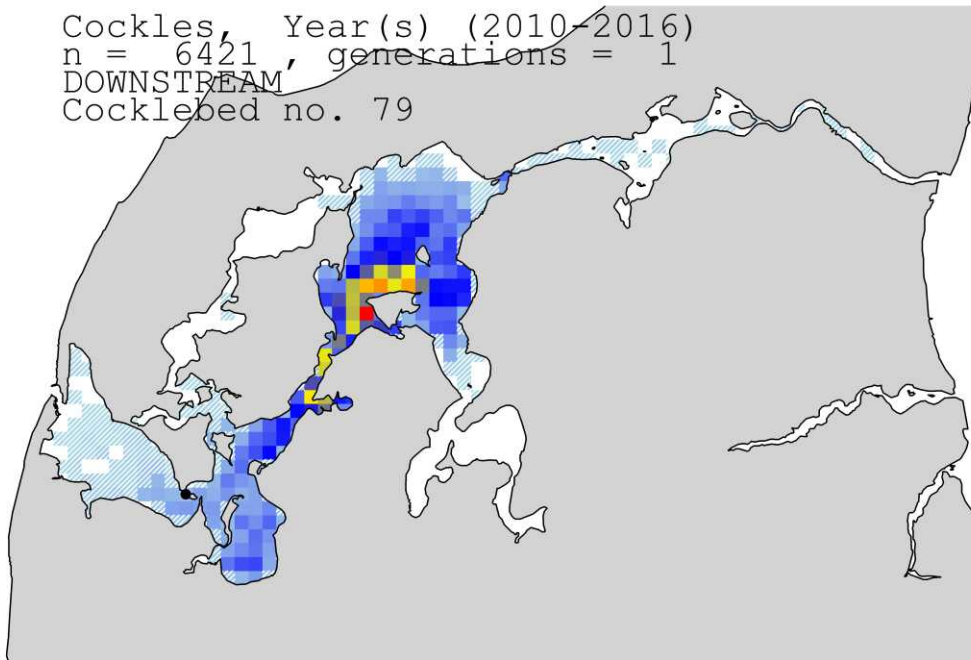 Cockles, Year(s) (2010-2016)
n = 6421 , generations = 1
DOWNSTREAM
Cocklebed no. 79